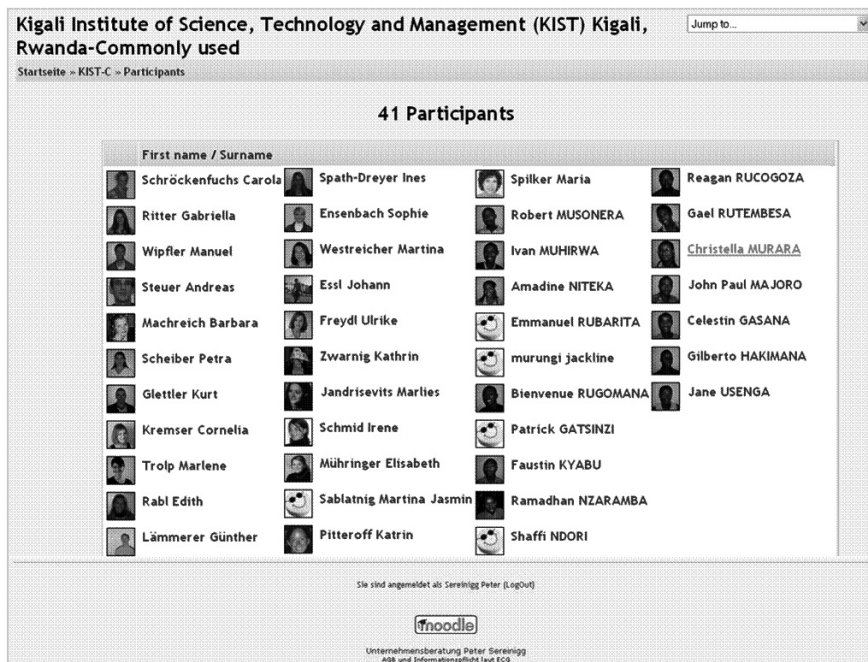 Kigali Institute of Science, Technology and Management (KIST) Kigali,
Rwanda-Commonly used
Jump to...
Startseite » KIST-C » Participants
41 Participants
First name / Surname
Schröckenfuchs Carola
Ritter Gabriella
Wipfler Manuel
Steuer Andreas
Machreich Barbara
Scheiber Petra
Glettler Kurt
Kremser Cornelia
Trolp Marlene
Rabl Edith
Lämmerer Günther
Spath-Dreyer Ines
Ensenbach Sophie
Westreicher Martina
Essl Johann
Freydl Ulrike
Zwarnig Kathrin
Jandrisevits Marlies
Schmid Irene
Mühringer Elisabeth
Sablatnig Martina Jasmin
Pitteroff Katrin
Spilker Maria
Robert MUSONERA
Ivan MUHIRWA
Amadine NITEKA
Emmanuel RUBARITA
murungi jackline
Bienvenue RUGOMANA
Patrick GATSINZI
Faustin KYABU
Ramadhan NZARAMBA
Shaffi NDORI
Reagan RUCOGOZA
Gael RUTEMBESA
Christella MURARA
John Paul MAJORO
Celestin GASANA
Gilberto HAKIMANA
Jane USENGA
Sie sind angemeldet als Sereinigg Peter (LogOut)
moodle
Unternehmensberatung Peter Sereinigg
AGB und Informationspflicht laut ECG